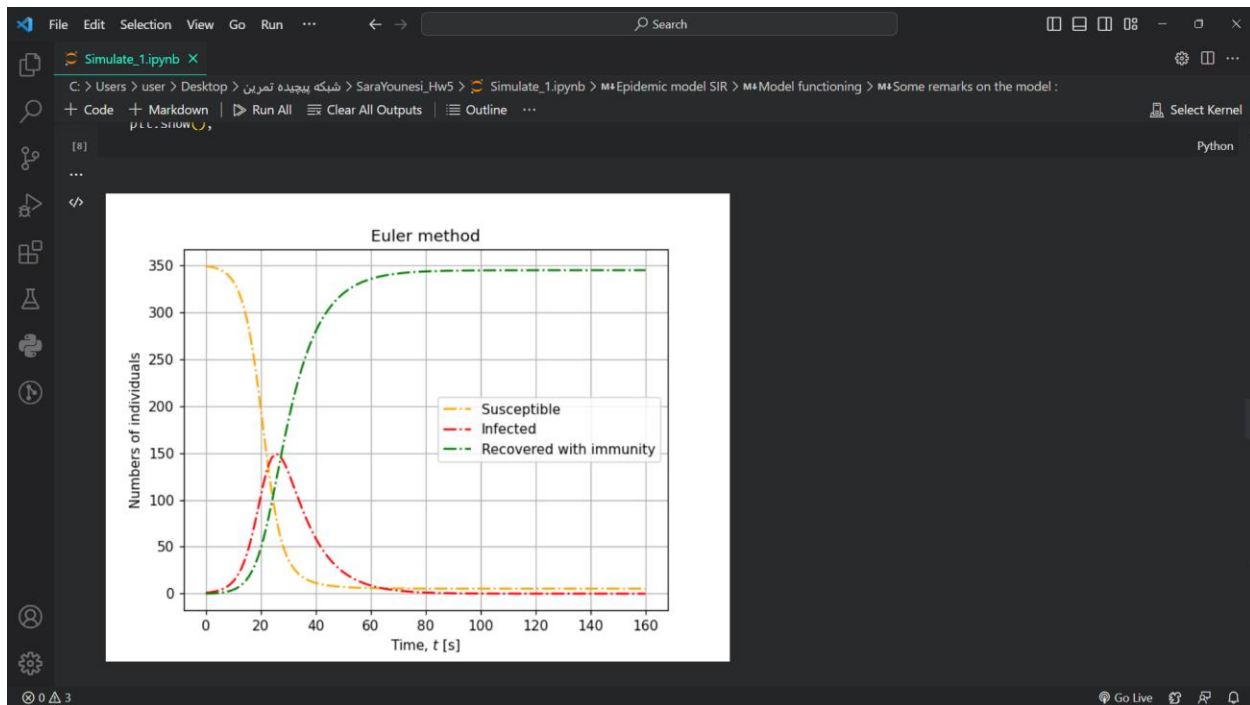 File Edit Selection View Go Run ··· Search
Simulate_1.ipynb
C: > Users > user > Desktop > شبکه پیچیده تمرین > SaraYounesi_Hw5 > Simulate_1.ipynb > M↓Epidemic model SIR > M↓Model functioning > M↓Some remarks on the model :
+ Code + Markdown Run All Clear All Outputs Outline ··· Select Kernel
plt.show();
[8] Python
...
Euler method
350
300
250
200
150
100
50
0
Numbers of individuals
Susceptible
Infected
Recovered with immunity
0 20 40 60 80 100 120 140 160
Time, t [s]
0 3 Go Live